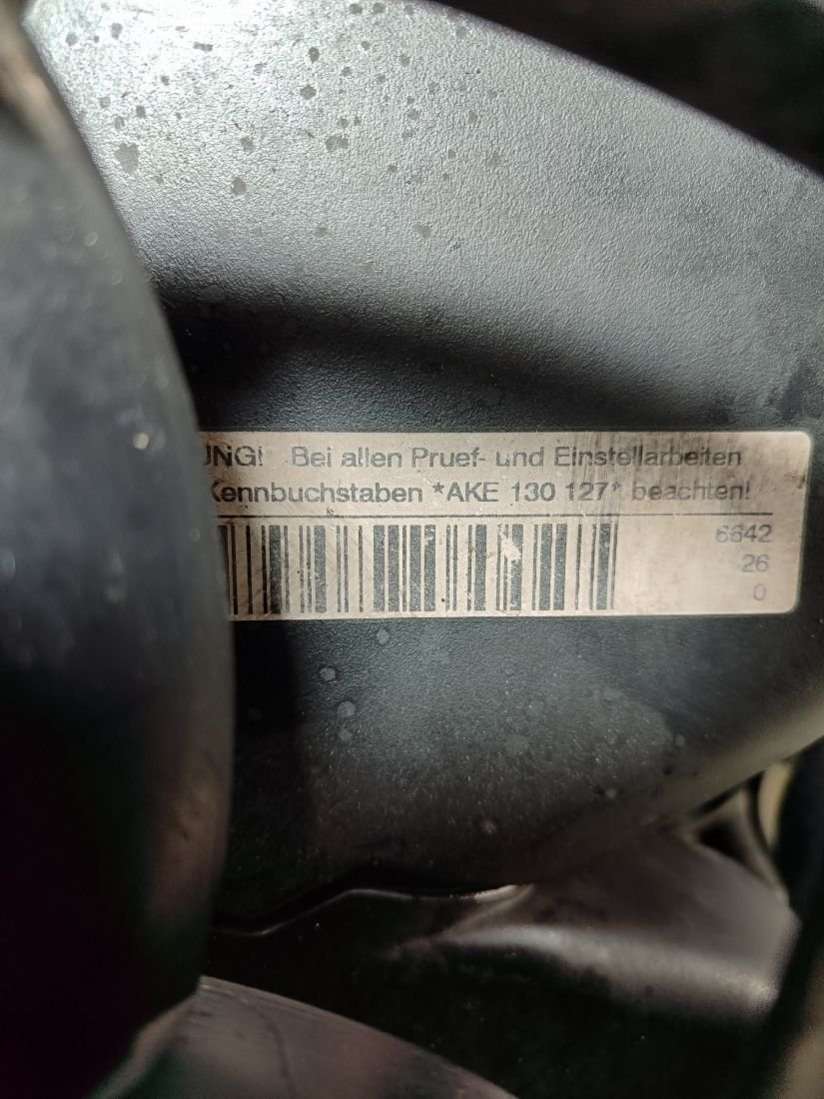 UNG! Bei allen Pruef- und Einstellarbeiten
Kennbuchstaben *AKE 130 127* beachten!
6642
26
0